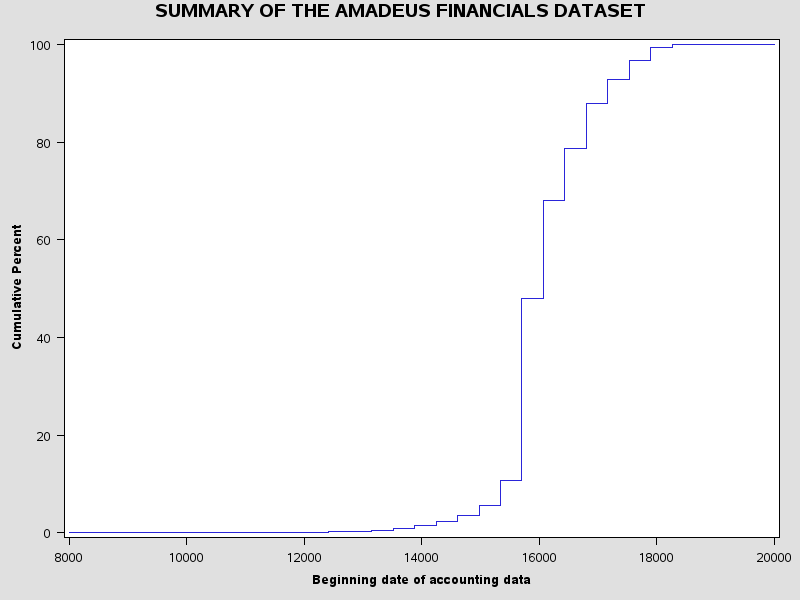 SUMMARY OF THE AMADEUS FINANCIALS DATASET
100
80
60
40
20
0
Cumulative Percent
8000 10000 12000 14000 16000 18000 20000
Beginning date of accounting data